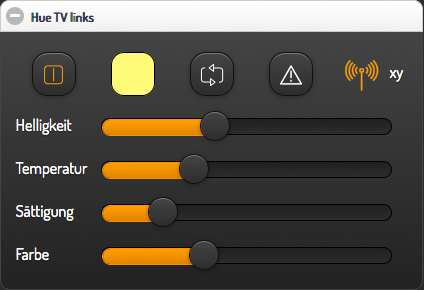 Hue TV links
xy
Helligkeit
Temperatur
Sättigung
Farbe